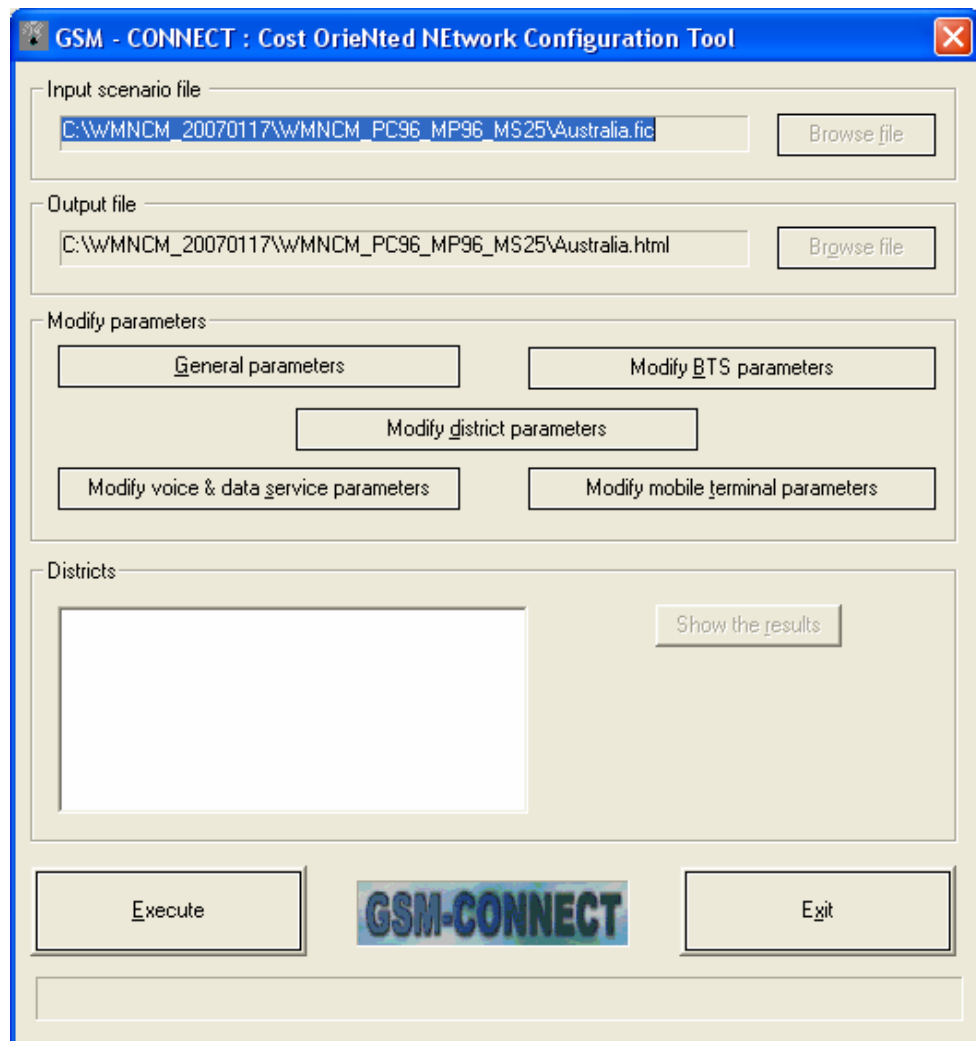 GSM - CONNECT : Cost OrieNted NEtwork Configuration Tool
Input scenario file
C:\WMNCM_20070117\WMNCM_PC96_MP96_MS25\Australia.fic
Browse file
Output file
C:\WMNCM_20070117\WMNCM_PC96_MP96_MS25\Australia.html
Browse file
Modify parameters
General parameters
Modify BTS parameters
Modify district parameters
Modify voice & data service parameters
Modify mobile terminal parameters
Districts
Show the results
Execute
GSM-CONNECT
Exit